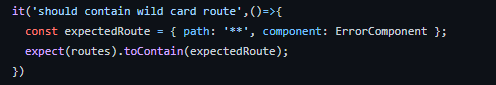 it('should contain wild card route',()=>{
const expectedRoute = { path: '**', component: ErrorComponent };
expect(routes).toContain(expectedRoute);
})